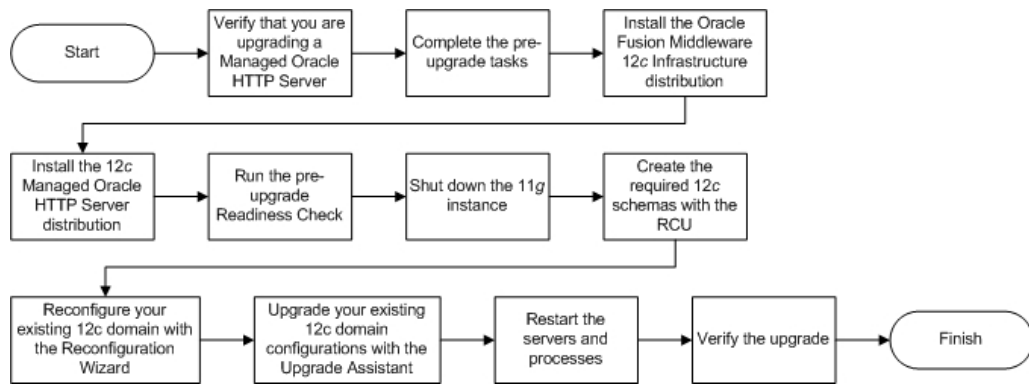 Start
Verify that you are
upgrading a
Managed Oracle
HTTP Server
Complete the pre-
upgrade tasks
Install the Oracle
Fusion Middleware
12c Infrastructure
distribution
Install the 12c
Managed Oracle
HTTP Server
distribution
Run the pre-
upgrade
Readiness Check
Shut down the 11g
instance
Create the
required 12c
schemas with the
RCU
Reconfigure your
existing 12c domain with
the Reconfiguration
Wizard
Upgrade your existing
12c domain
configurations with the
Upgrade Assistant
Restart the
servers and
processes
Verify the upgrade
Finish